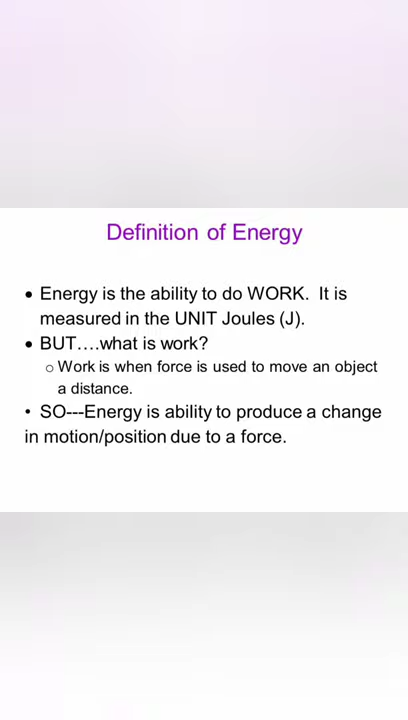 Definition of Energy
• Energy is the ability to do WORK.  It is
measured in the UNIT Joules (J).
• BUT….what is work?
o Work is when force is used to move an object
a distance.
• SO---Energy is ability to produce a change
in motion/position due to a force.